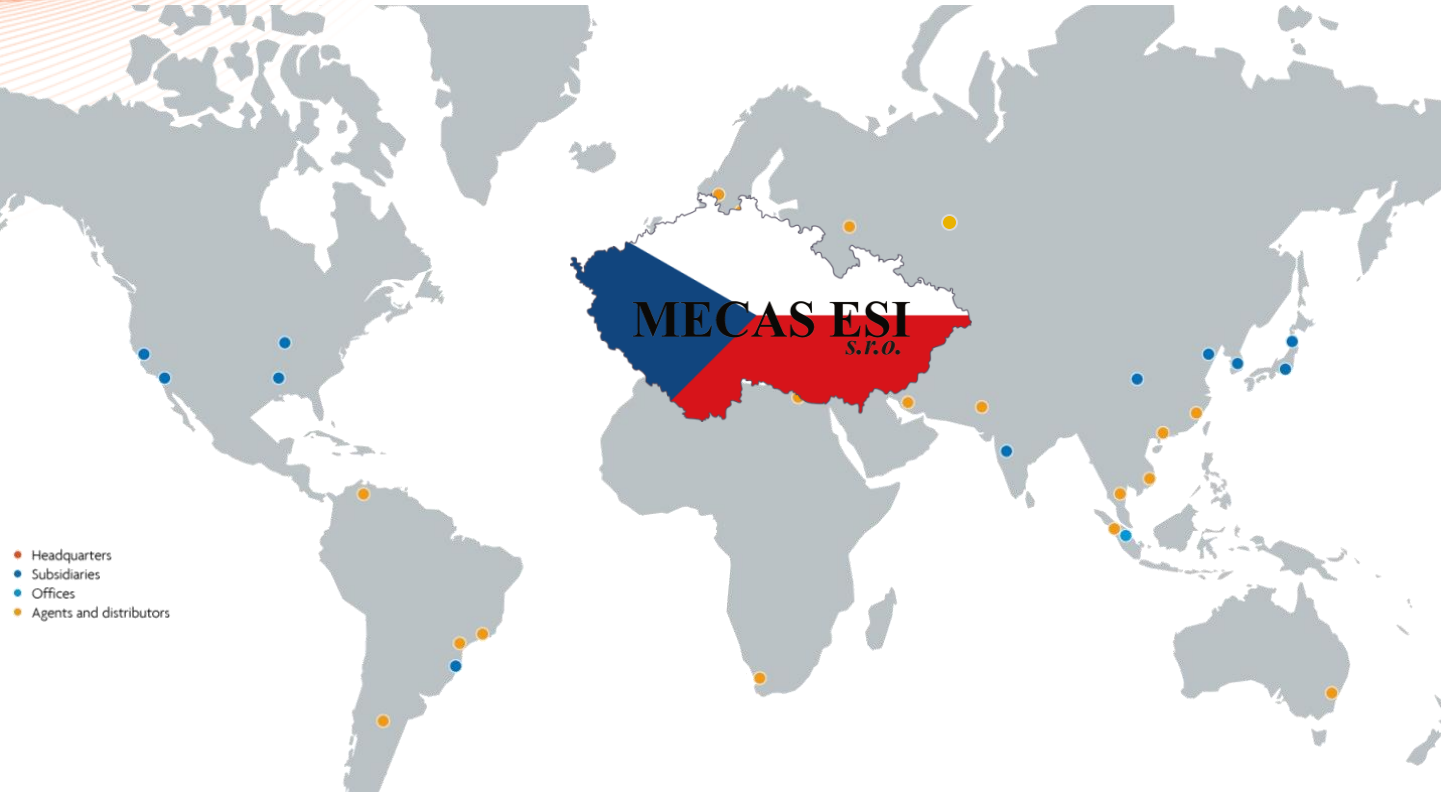 MECAS ESI
s.r.o.
Headquarters
Subsidiaries
Offices
Agents and distributors